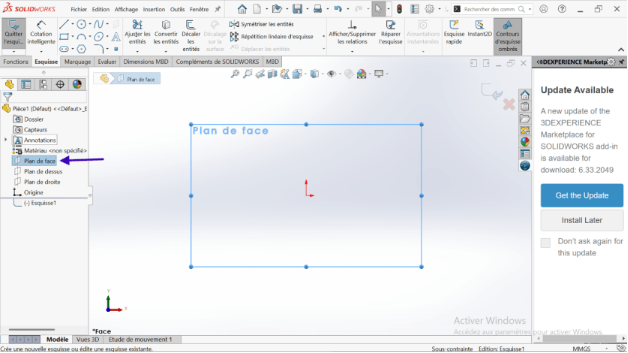 SOLIDWORKS
Fichier Edition Affichage Insertion Outils Fenêtre
Rechercher des comm
Quitter l'esqui...
Cotation intelligente
Ajuster les entités
Convertir les entités
Décaler les entités
Décalage sur la surface
Symétriser les entités
Répétition linéaire d'esquisse
Déplacer les entités
Afficher/Supprimer les relations
Réparer l'esquisse
Annotations instantanées
Esquisse rapide
Instant2D
Contours d'esquisse ombrés
Fonctions Esquisse Marquage Evaluer Dimensions MBD Compléments de SOLIDWORKS MBD
3DEXPERIENCE Marketpl
Pièce1 (Défaut) <<Défaut>_E
Dossier
Capteurs
Annotations
Matériau <non spécifié>
Plan de face
Plan de dessus
Plan de droite
Origine
(-) Esquisse1
Plan de face
Plan de face
Update Available
A new update of the
3DEXPERIENCE
Marketplace for
SOLIDWORKS add-in
is available for
download: 6.33.2049
Get the Update
Install Later
Don't ask again for
this update
Activer Windows
Accédez aux paramètres pour activer Windows
*Face
Modèle Vues 3D Etude de mouvement 1
Crée une nouvelle esquisse ou édite une esquisse existante.
Sous-contrainte Edition: Esquisse1 MMGS